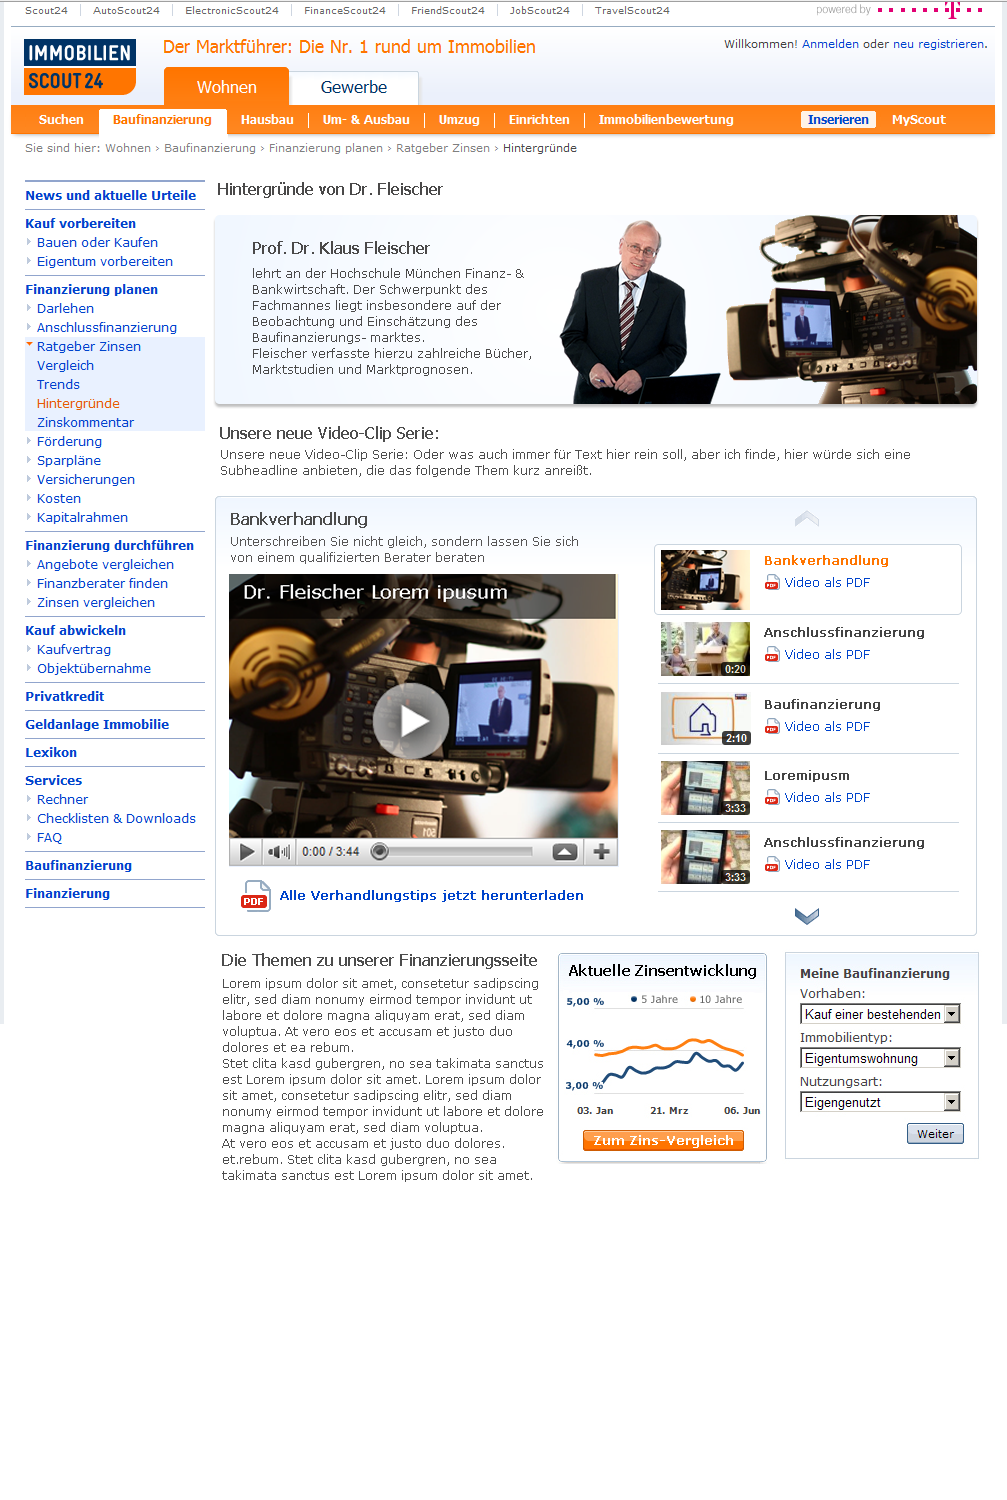 Scout24 AutoScout24 ElectronicScout24 FinanceScout24 FriendScout24 JobScout24 TravelScout24
powered by T
IMMOBILIEN
SCOUT 24
Der Marktführer: Die Nr. 1 rund um Immobilien
Willkommen! Anmelden oder neu registrieren.
Wohnen Gewerbe
Suchen Baufinanzierung Hausbau Um- & Ausbau Umzug Einrichten Immobilienbewertung Inserieren MyScout
Sie sind hier: Wohnen › Baufinanzierung › Finanzierung planen › Ratgeber Zinsen › Hintergründe
News und aktuelle Urteile
Kauf vorbereiten
Bauen oder Kaufen
Eigentum vorbereiten
Finanzierung planen
Darlehen
Anschlussfinanzierung
Ratgeber Zinsen
Vergleich
Trends
Hintergründe
Zinskommentar
Förderung
Sparpläne
Versicherungen
Kosten
Kapitalrahmen
Finanzierung durchführen
Angebote vergleichen
Finanzberater finden
Zinsen vergleichen
Kauf abwickeln
Kaufvertrag
Objektübernahme
Privatkredit
Geldanlage Immobilie
Lexikon
Services
Rechner
Checklisten & Downloads
FAQ
Baufinanzierung
Finanzierung
Hintergründe von Dr. Fleischer
Prof. Dr. Klaus Fleischer
lehrt an der Hochschule München Finanz- &
Bankwirtschaft. Der Schwerpunkt des
Fachmannes liegt insbesondere auf der
Beobachtung und Einschätzung des
Baufinanzierungs- marktes.
Fleischer verfasste hierzu zahlreiche Bücher,
Marktstudien und Marktprognosen.
Unsere neue Video-Clip Serie:
Unsere neue Video-Clip Serie: Oder was auch immer für Text hier rein soll, aber ich finde, hier würde sich eine
Subheadline anbieten, die das folgende Them kurz anreißt.
Bankverhandlung
Unterschreiben Sie nicht gleich, sondern lassen Sie sich
von einem qualifizierten Berater beraten
Dr. Fleischer Lorem ipusum
0:00 / 3:44
PDF Alle Verhandlungstips jetzt herunterladen
Bankverhandlung
PDF Video als PDF
Anschlussfinanzierung
PDF Video als PDF
0:20
Baufinanzierung
PDF Video als PDF
2:10
Loremipusm
PDF Video als PDF
3:33
Anschlussfinanzierung
PDF Video als PDF
3:33
Die Themen zu unserer Finanzierungsseite
Lorem ipsum dolor sit amet, consetetur sadipscing
elitr, sed diam nonumy eirmod tempor invidunt ut
labore et dolore magna aliquyam erat, sed diam
voluptua. At vero eos et accusam et justo duo
dolores et ea rebum.
Stet clita kasd gubergren, no sea takimata sanctus
est Lorem ipsum dolor sit amet. Lorem ipsum dolor
sit amet, consetetur sadipscing elitr, sed diam
nonumy eirmod tempor invidunt ut labore et dolore
magna aliquyam erat, sed diam voluptua.
At vero eos et accusam et justo duo dolores.
et.rebum. Stet clita kasd gubergren, no sea
takimata sanctus est Lorem ipsum dolor sit amet.
Aktuelle Zinsentwicklung
5 Jahre 10 Jahre
5,00 %
4,00 %
3,00 %
03. Jan 21. Mrz 06. Jun
Zum Zins-Vergleich
Meine Baufinanzierung
Vorhaben:
Kauf einer bestehenden
Immobilientyp:
Eigentumswohnung
Nutzungsart:
Eigengenutzt
Weiter